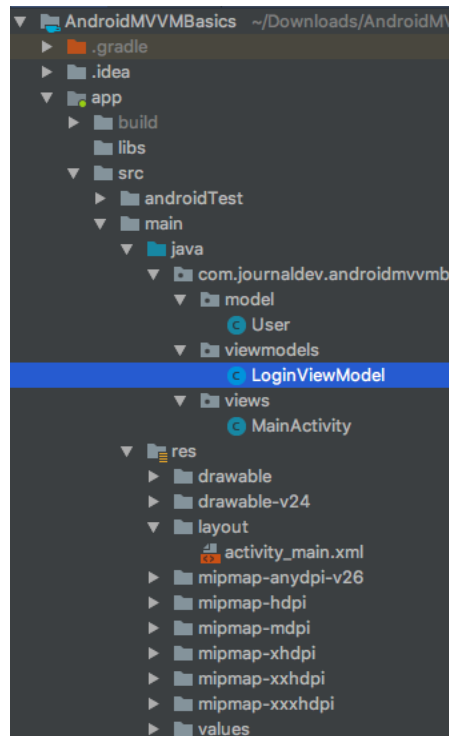 AndroidMVVMBasics ~/Downloads/AndroidMV
.gradle
.idea
app
build
libs
src
androidTest
main
java
com.journaldev.androidmvvmb
model
User
viewmodels
LoginViewModel
views
MainActivity
res
drawable
drawable-v24
layout
activity_main.xml
mipmap-anydpi-v26
mipmap-hdpi
mipmap-mdpi
mipmap-xhdpi
mipmap-xxhdpi
mipmap-xxxhdpi
values